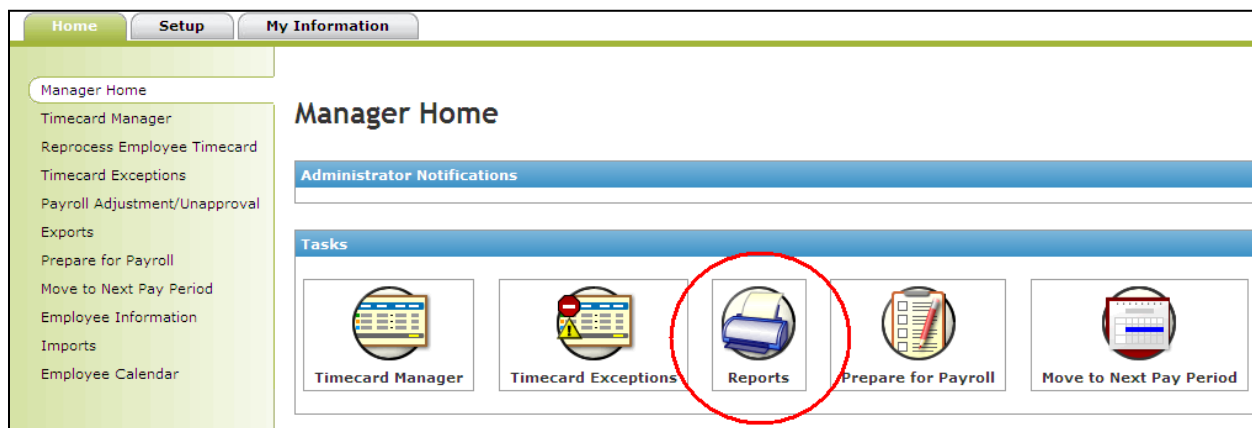 Home Setup My Information
Manager Home
Timecard Manager
Reprocess Employee Timecard
Timecard Exceptions
Payroll Adjustment/Unapproval
Exports
Prepare for Payroll
Move to Next Pay Period
Employee Information
Imports
Employee Calendar
Manager Home
Administrator Notifications
Tasks
Timecard Manager Timecard Exceptions Reports Prepare for Payroll Move to Next Pay Period